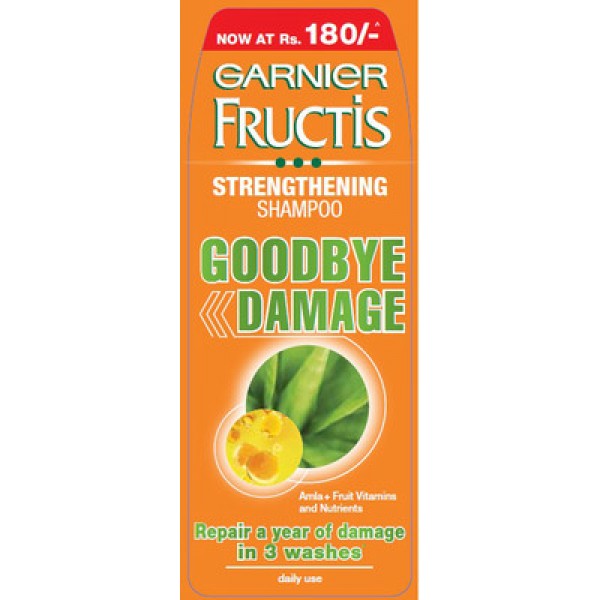 NOW AT Rs. 180/-^
GARNIER
FRUCTIS
STRENGTHENING
SHAMPOO
GOODBYE
DAMAGE
Amla + Fruit Vitamins
and Nutrients
Repair a year of damage
in 3 washes
daily use